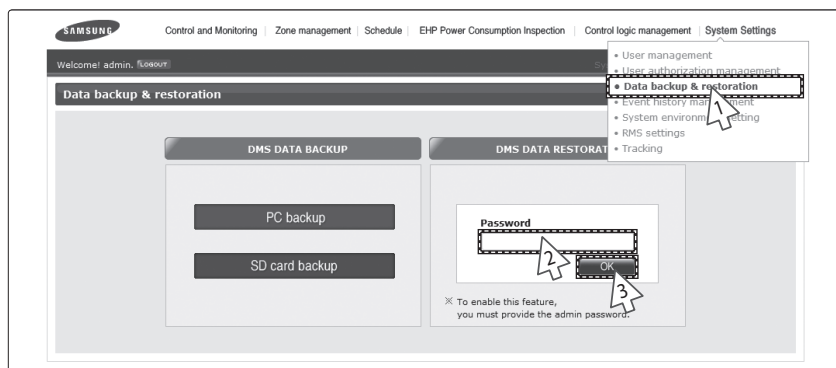 SAMSUNG
Control and Monitoring | Zone management | Schedule | EHP Power Consumption Inspection | Control logic management | System Settings
Welcome! admin. LOGOUT
• User management
• User authorization management
• Data backup & restoration
• Event history management
• System environment setting
• RMS settings
• Tracking
1
Data backup & restoration
DMS DATA BACKUP
DMS DATA RESTORAT
PC backup
SD card backup
Password
2
OK
3
※ To enable this feature,
you must provide the admin password.